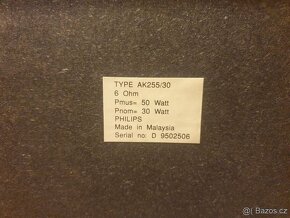 TYPE AK255/30
6 Ohm
Pmus= 50 Watt
Pnom= 30 Watt
PHILIPS
Made in Malaysia
Serial no: D 9502506
Bazos.cz